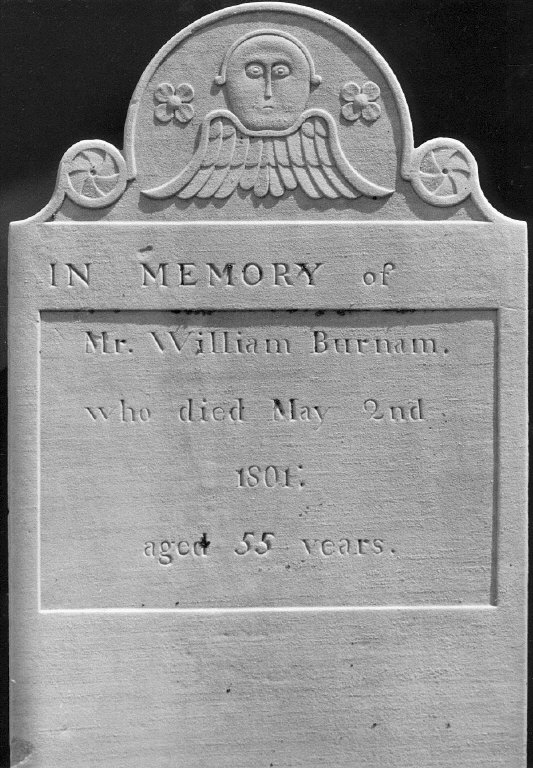 IN MEMORY of
Mr. William Burnam.
who died May 2nd
1801:
aged 55 years.